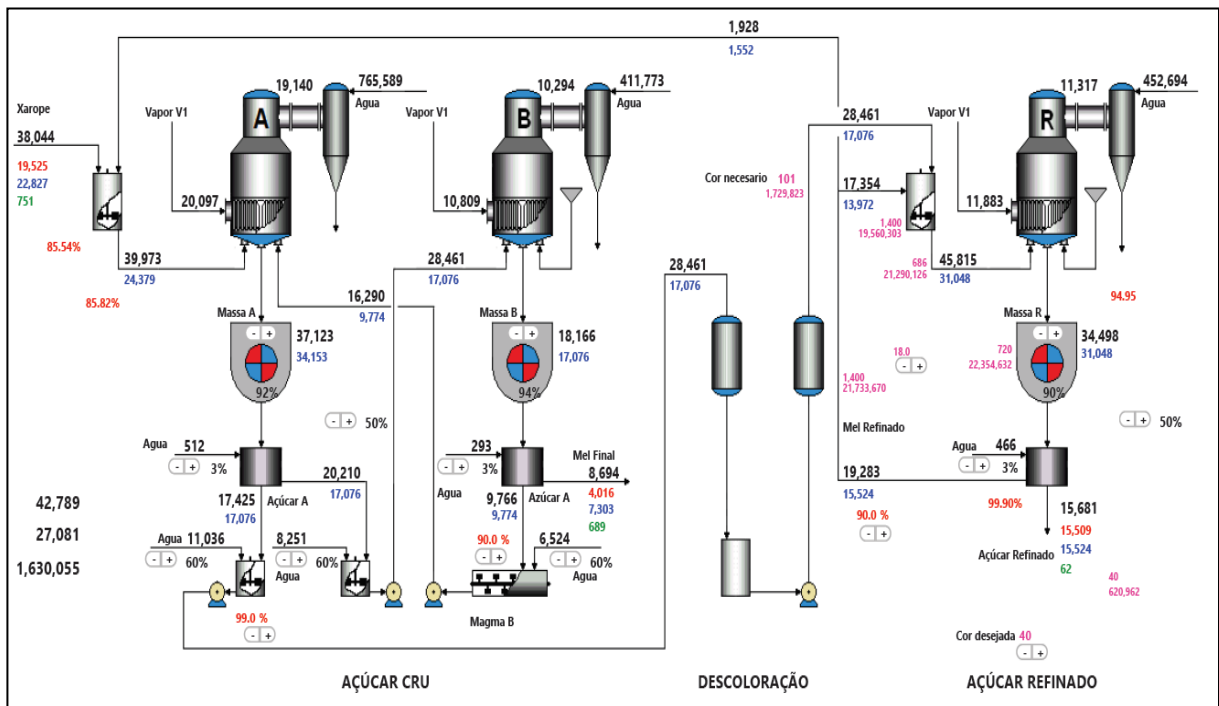 1,928
1,552
19,140
765,589
Agua
10,294
411,773
Agua
11,317
452,694
Agua
Xarope
38,044
19,525
22,827
751
Vapor V1
A
Vapor V1
B
Vapor V1
R
28,461
17,076
Cor necesario 101
1,729,823
17,354
13,972
1,400
19,560,303
20,097
10,809
11,883
85.54%
39,973
24,379
85.82%
28,461
17,076
16,290
9,774
28,461
17,076
686
21,290,126
45,815
31,048
94.95
Massa A
- +
37,123
34,153
92%
Massa B
- +
18,166
17,076
94%
Massa R
- +
34,498
31,048
90%
720
22,354,632
18.0
- +
1,400
21,733,670
- + 50%
- + 50%
Mel Refinado
Agua 512
- + 3%
20,210
17,076
293
- + 3%
Agua
Mel Final
8,694
4,016
7,303
689
19,283
15,524
Agua 466
- + 3%
17,425
17,076
Açúcar A
9,766
9,774
Azúcar A
90.0 %
- +
99.90%
15,681
15,509
15,524
62
Açúcar Refinado
42,789
27,081
1,630,055
Agua 11,036
- + 60%
8,251
- + 60%
Agua
90.0 %
- +
6,524
- + 60%
Agua
40
620,962
99.0 %
- +
Magma B
Cor desejada 40
- +
AÇÚCAR CRU
DESCOLORAÇÃO
AÇÚCAR REFINADO